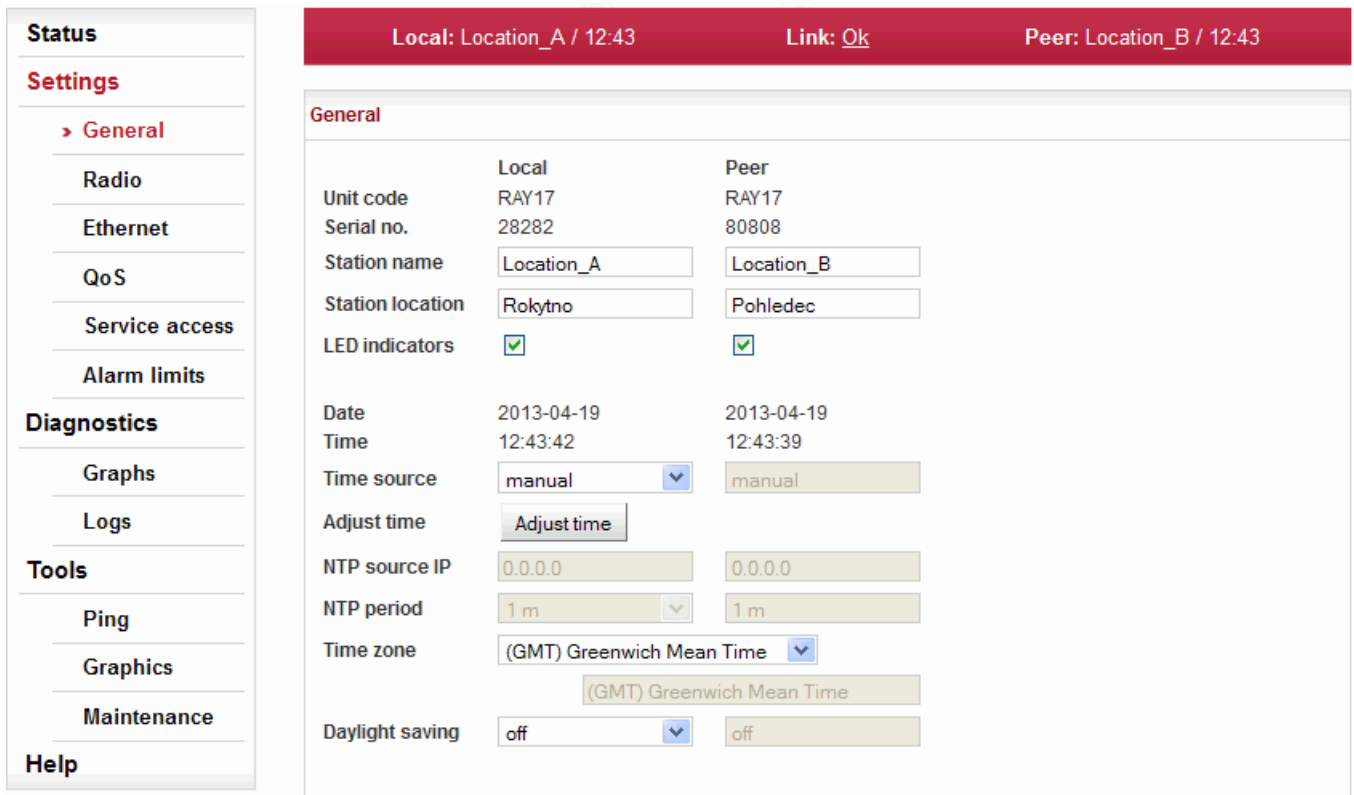 Status
Settings
General
Radio
Ethernet
QoS
Service access
Alarm limits
Diagnostics
Graphs
Logs
Tools
Ping
Graphics
Maintenance
Help
Local: Location_A / 12:43 Link: Ok Peer: Location_B / 12:43
General
Local Peer
Unit code RAY17 RAY17
Serial no. 28282 80808
Station name Location_A Location_B
Station location Rokytno Pohledec
LED indicators
Date 2013-04-19 2013-04-19
Time 12:43:42 12:43:39
Time source manual manual
Adjust time Adjust time
NTP source IP 0.0.0.0 0.0.0.0
NTP period 1 m 1 m
Time zone (GMT) Greenwich Mean Time
(GMT) Greenwich Mean Time
Daylight saving off off